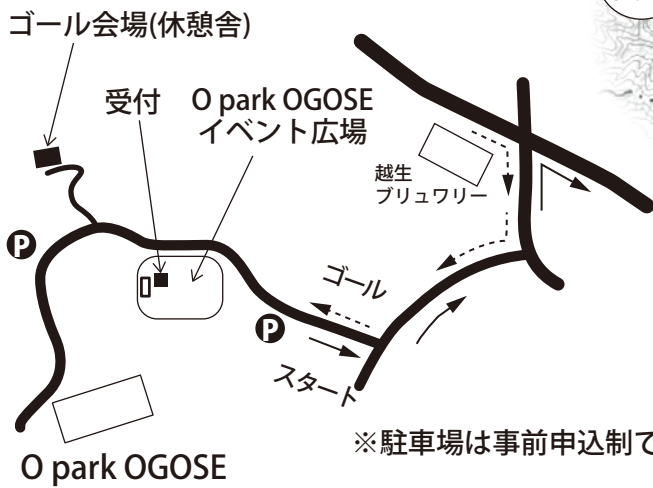 ゴール会場(休憩舎)
受付
O park OGOSE
イベント広場
越生
ブリュワリー
P
ゴール
P
スタート
※駐車場は事前申込制で
O park OGOSE